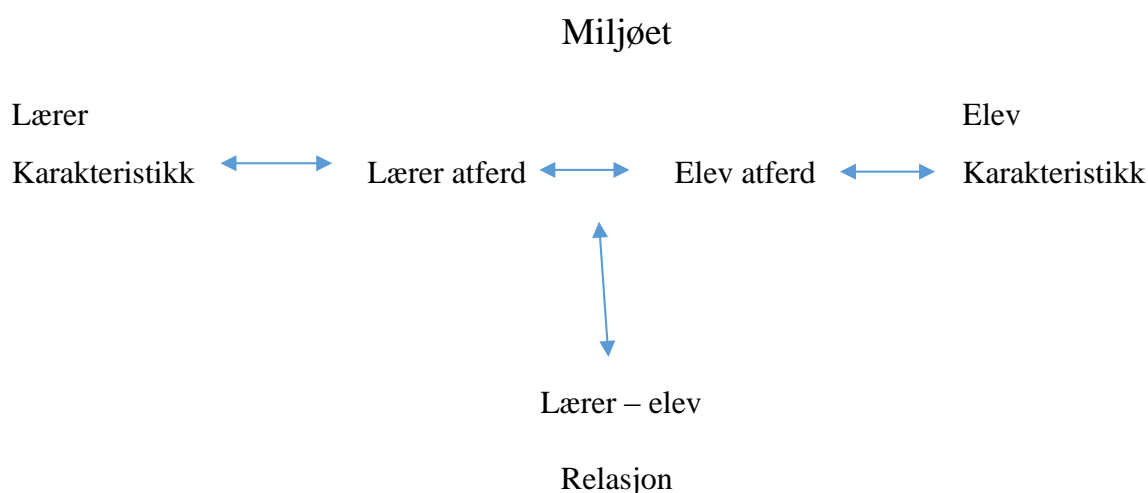 Miljøet
Lærer Elev
Karakteristikk Lærer atferd Elev atferd Karakteristikk
Lærer – elev
Relasjon